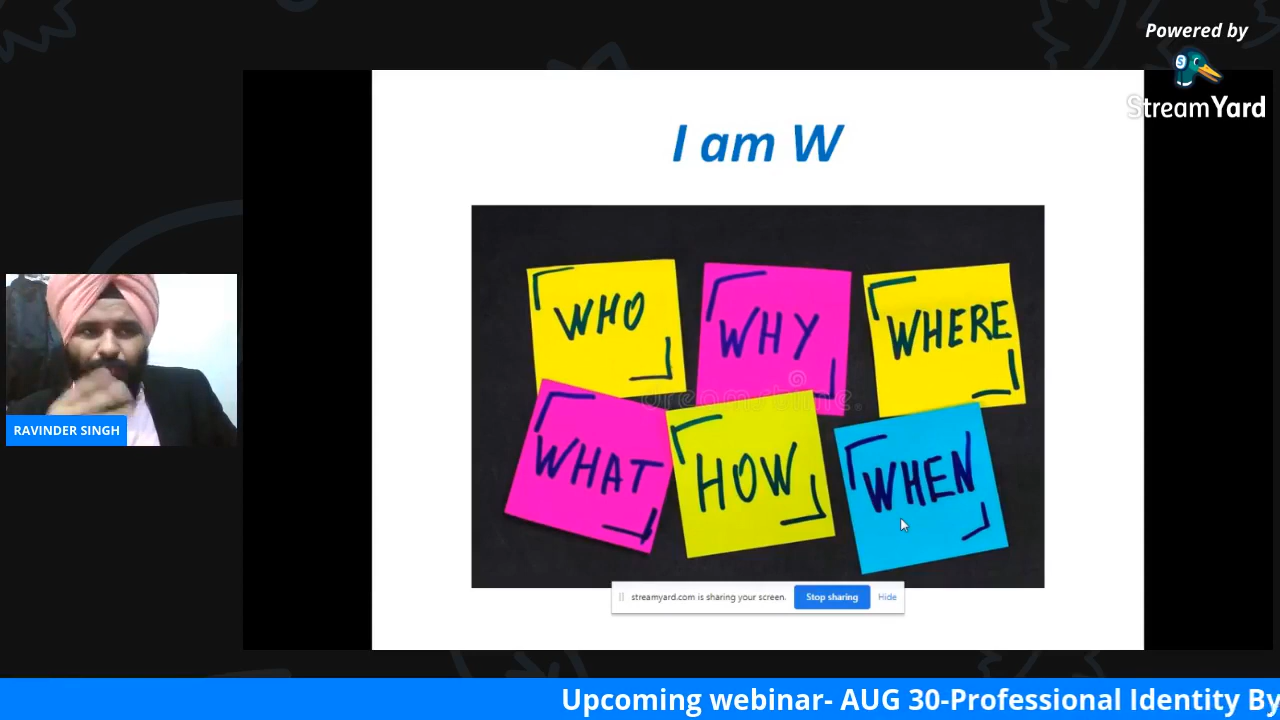 Powered by
StreamYard
I am W
WHO
WHY
WHERE
WHAT
HOW
WHEN
dreamstime.
RAVINDER SINGH
streamyard.com is sharing your screen.
Stop sharing
Hide
Upcoming webinar- AUG 30-Professional Identity By